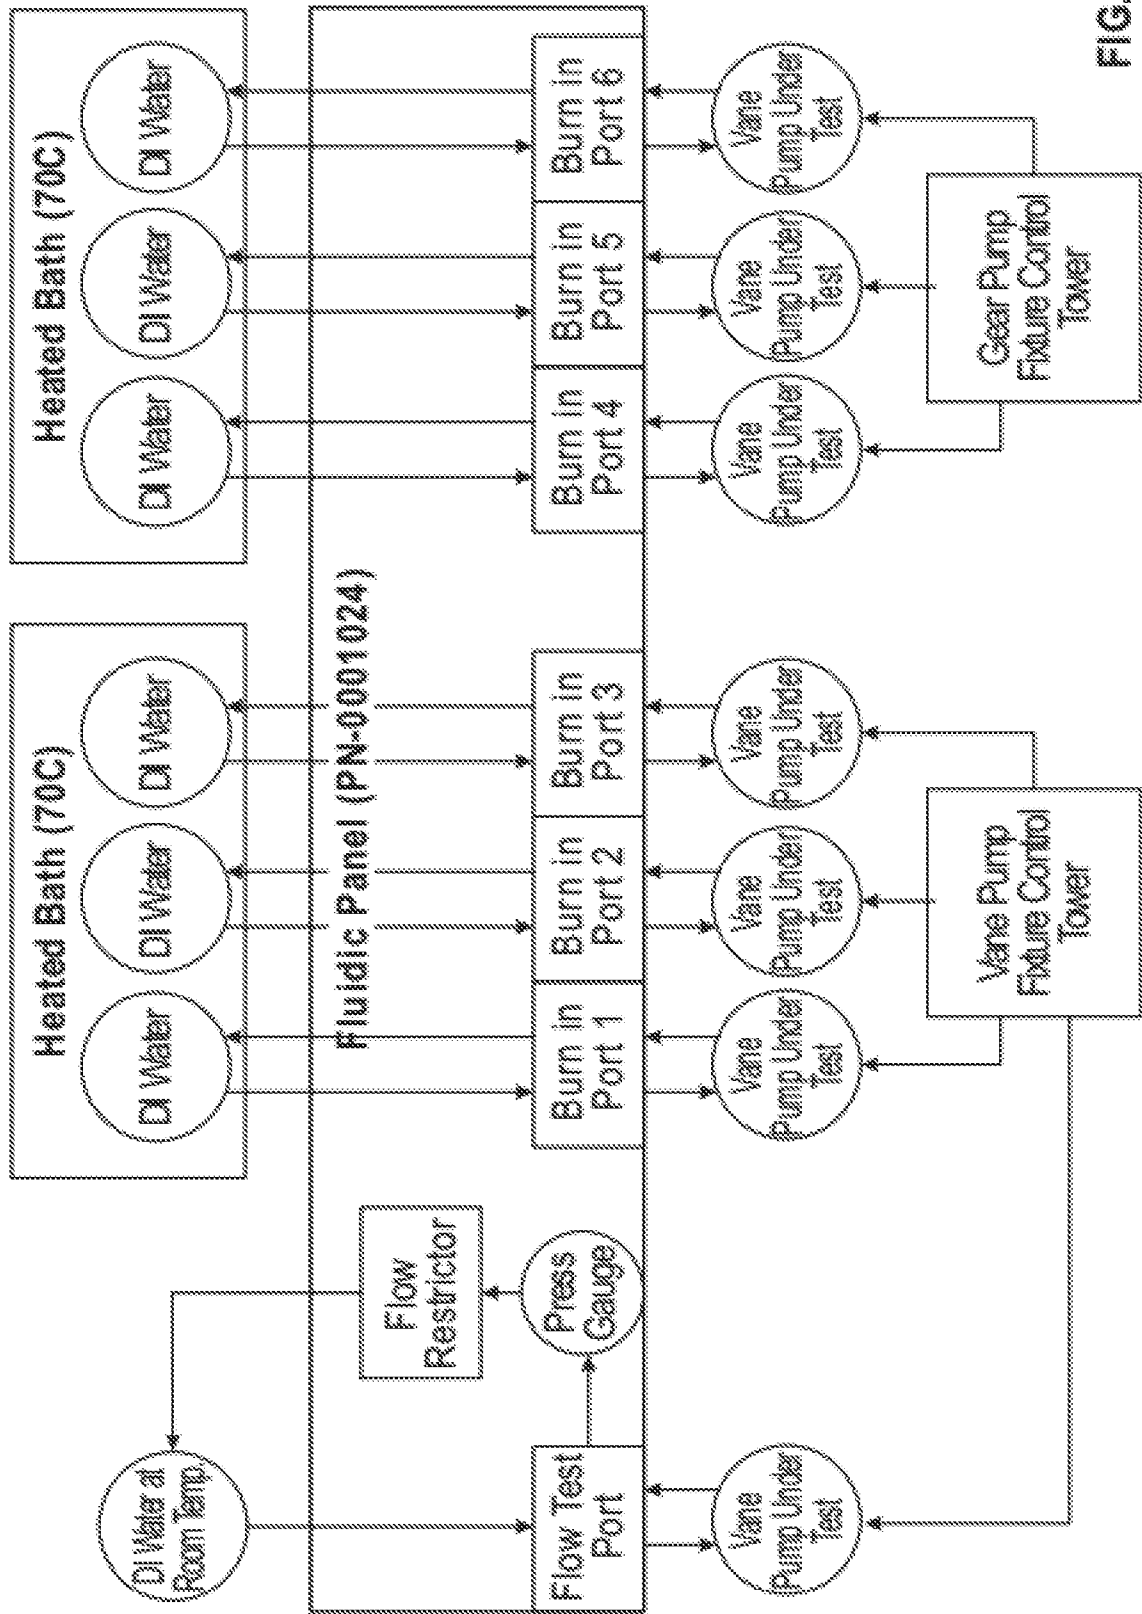 Heated Bath (70C)
Heated Bath (70C)
DI Water at
Room Temp.
DI Water
DI Water
DI Water
DI Water
DI Water
DI Water
Fluidic Panel (PN-0001024)
Flow
Restrictor
Press
Gauge
Flow Test
Port
Burn in
Port 1
Burn in
Port 2
Burn in
Port 3
Burn in
Port 4
Burn in
Port 5
Burn in
Port 6
Vane
Pump Under
Test
Vane
Pump Under
Test
Vane
Pump Under
Test
Vane
Pump Under
Test
Vane
Pump Under
Test
Vane
Pump Under
Test
Vane
Pump Under
Test
Vane Pump
Fixture Control
Tower
Gear Pump
Fixture Control
Tower
FIG.